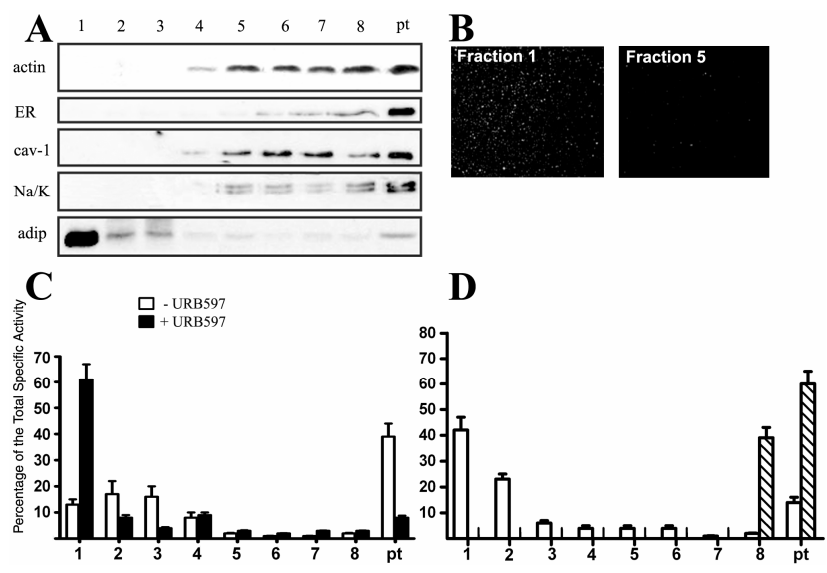 A
1 2 3 4 5 6 7 8 pt
actin
ER
cav-1
Na/K
adip
B
Fraction 1
Fraction 5
C
- URB597
+ URB597
Percentage of the Total Specific Activity
70
60
50
40
30
20
10
1 2 3 4 5 6 7 8 pt
D
80
70
60
50
40
30
20
10
1 2 3 4 5 6 7 8 pt